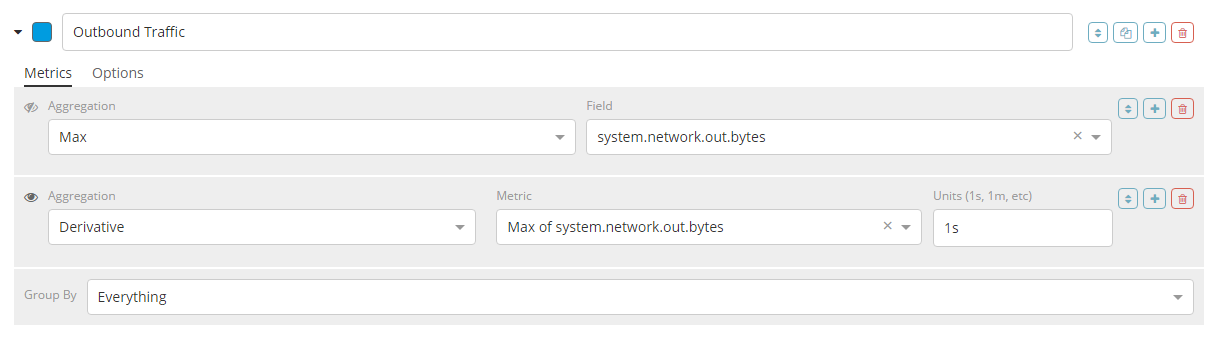 Outbound Traffic
Metrics Options
Aggregation Field
Max system.network.out.bytes
Aggregation Metric Units (1s, 1m, etc)
Derivative Max of system.network.out.bytes 1s
Group By Everything